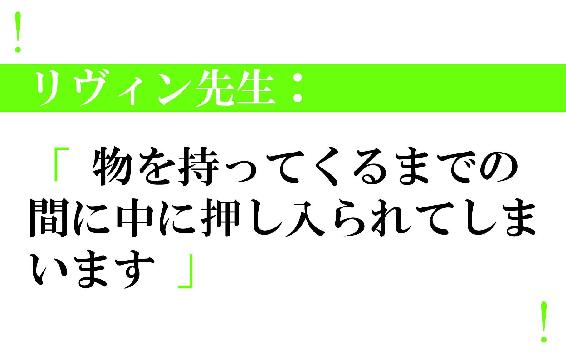 !
リヴィン先生：
「 物を持ってくるまでの
間に中に押し入られてしま
います 」
!